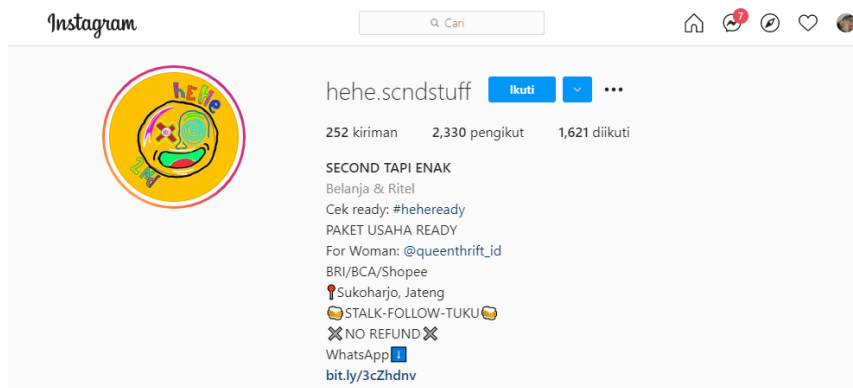 Instagram
Cari
7
heHe
2Nd
hehe.scndstuff Ikuti
252 kiriman 2,330 pengikut 1,621 diikuti
SECOND TAPI ENAK
Belanja & Ritel
Cek ready: #heheready
PAKET USAHA READY
For Woman: @queenthrift_id
BRI/BCA/Shopee
📍Sukoharjo, Jateng
🍻STALK-FOLLOW-TUKU🍻
✖NO REFUND✖
WhatsApp⬇
bit.ly/3cZhdnv